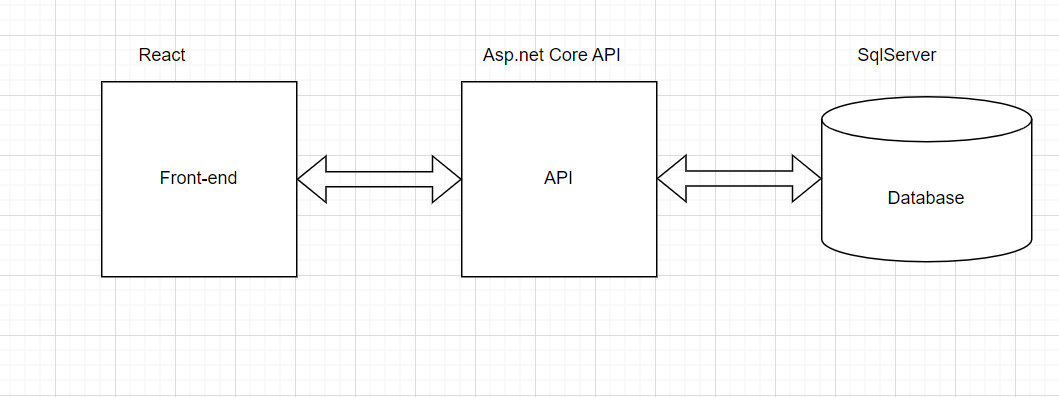 React
Asp.net Core API
SqlServer
Front-end
API
Database